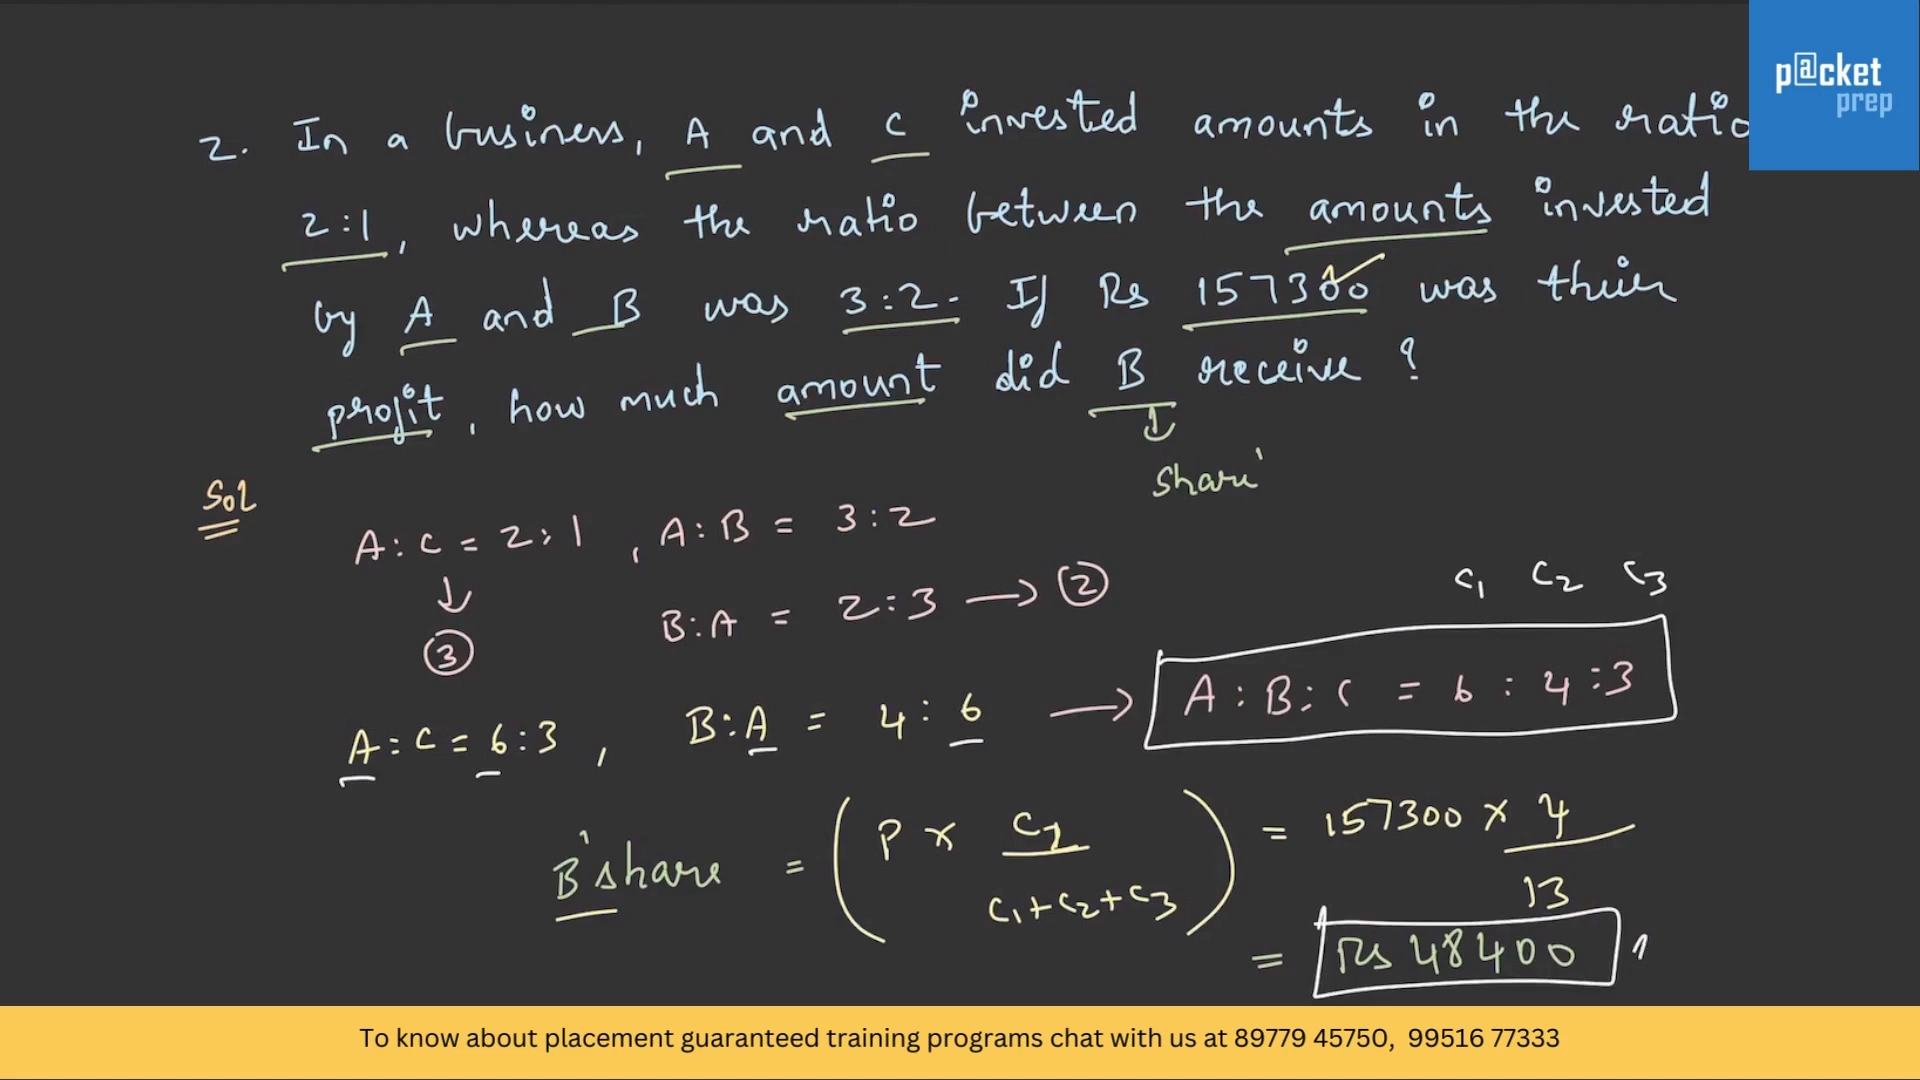 p@cket
prep
2. In a business, A and C invested amounts in the ratio
2:1, whereas the ratio between the amounts invested
by A and B was 3:2. If Rs 157300 was their
profit, how much amount did B receive?
share
Sol
A:C = 2:1, A:B = 3:2
B:A = 2:3 → ②
③
C1 C2 C3
A:C = 6:3, B:A = 4:6 → A:B:C = 6:4:3
B'share = (P x C2 / C1+C2+C3) = 157300 x 4 / 13
= Rs 48400
To know about placement guaranteed training programs chat with us at 89779 45750, 99516 77333